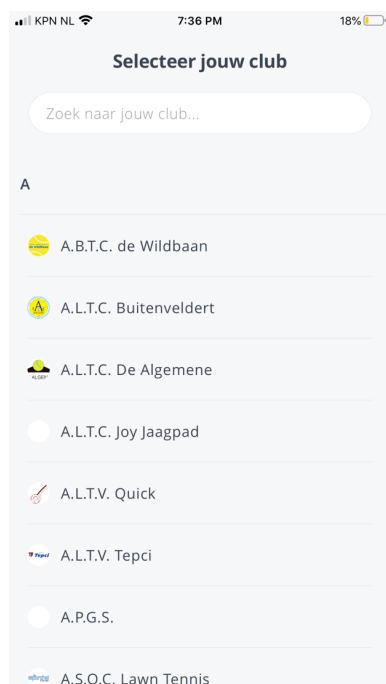 KPN NL
7:36 PM
18%
Selecteer jouw club
Zoek naar jouw club...
A
A.B.T.C. de Wildbaan
A.L.T.C. Buitenveldert
A.L.T.C. De Algemene
A.L.T.C. Joy Jaagpad
A.L.T.V. Quick
Tepci
A.L.T.V. Tepci
A.P.G.S.
A.S.O.C. Lawn Tennis